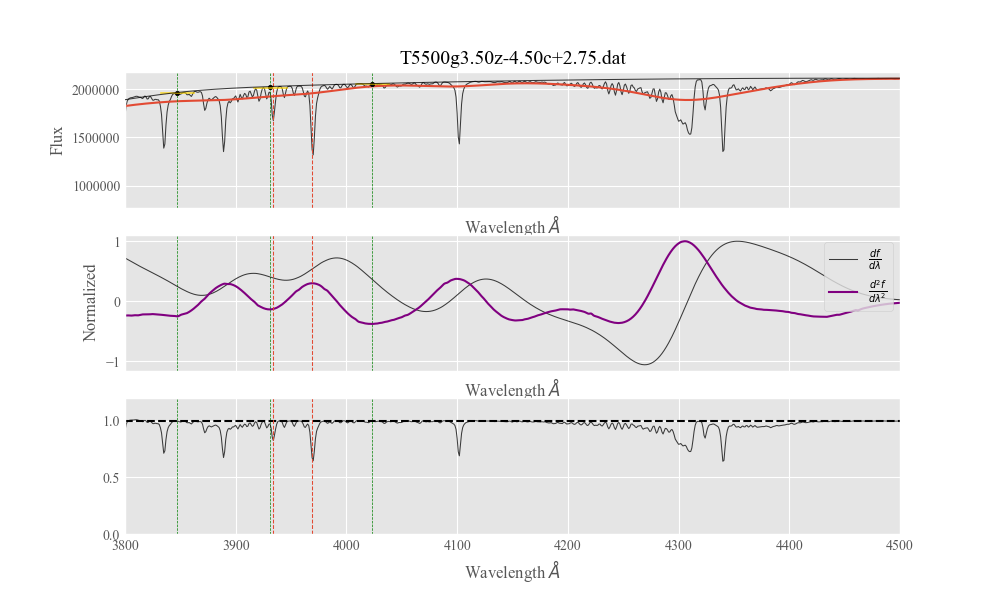 T5500g3.50z-4.50c+2.75.dat
2000000
1500000
1000000
Flux
Wavelength Å
1
0
−1
Normalized
df
dλ
d²f
dλ²
Wavelength Å
1.0
0.5
0.0
3800 3900 4000 4100 4200 4300 4400 4500
Wavelength Å